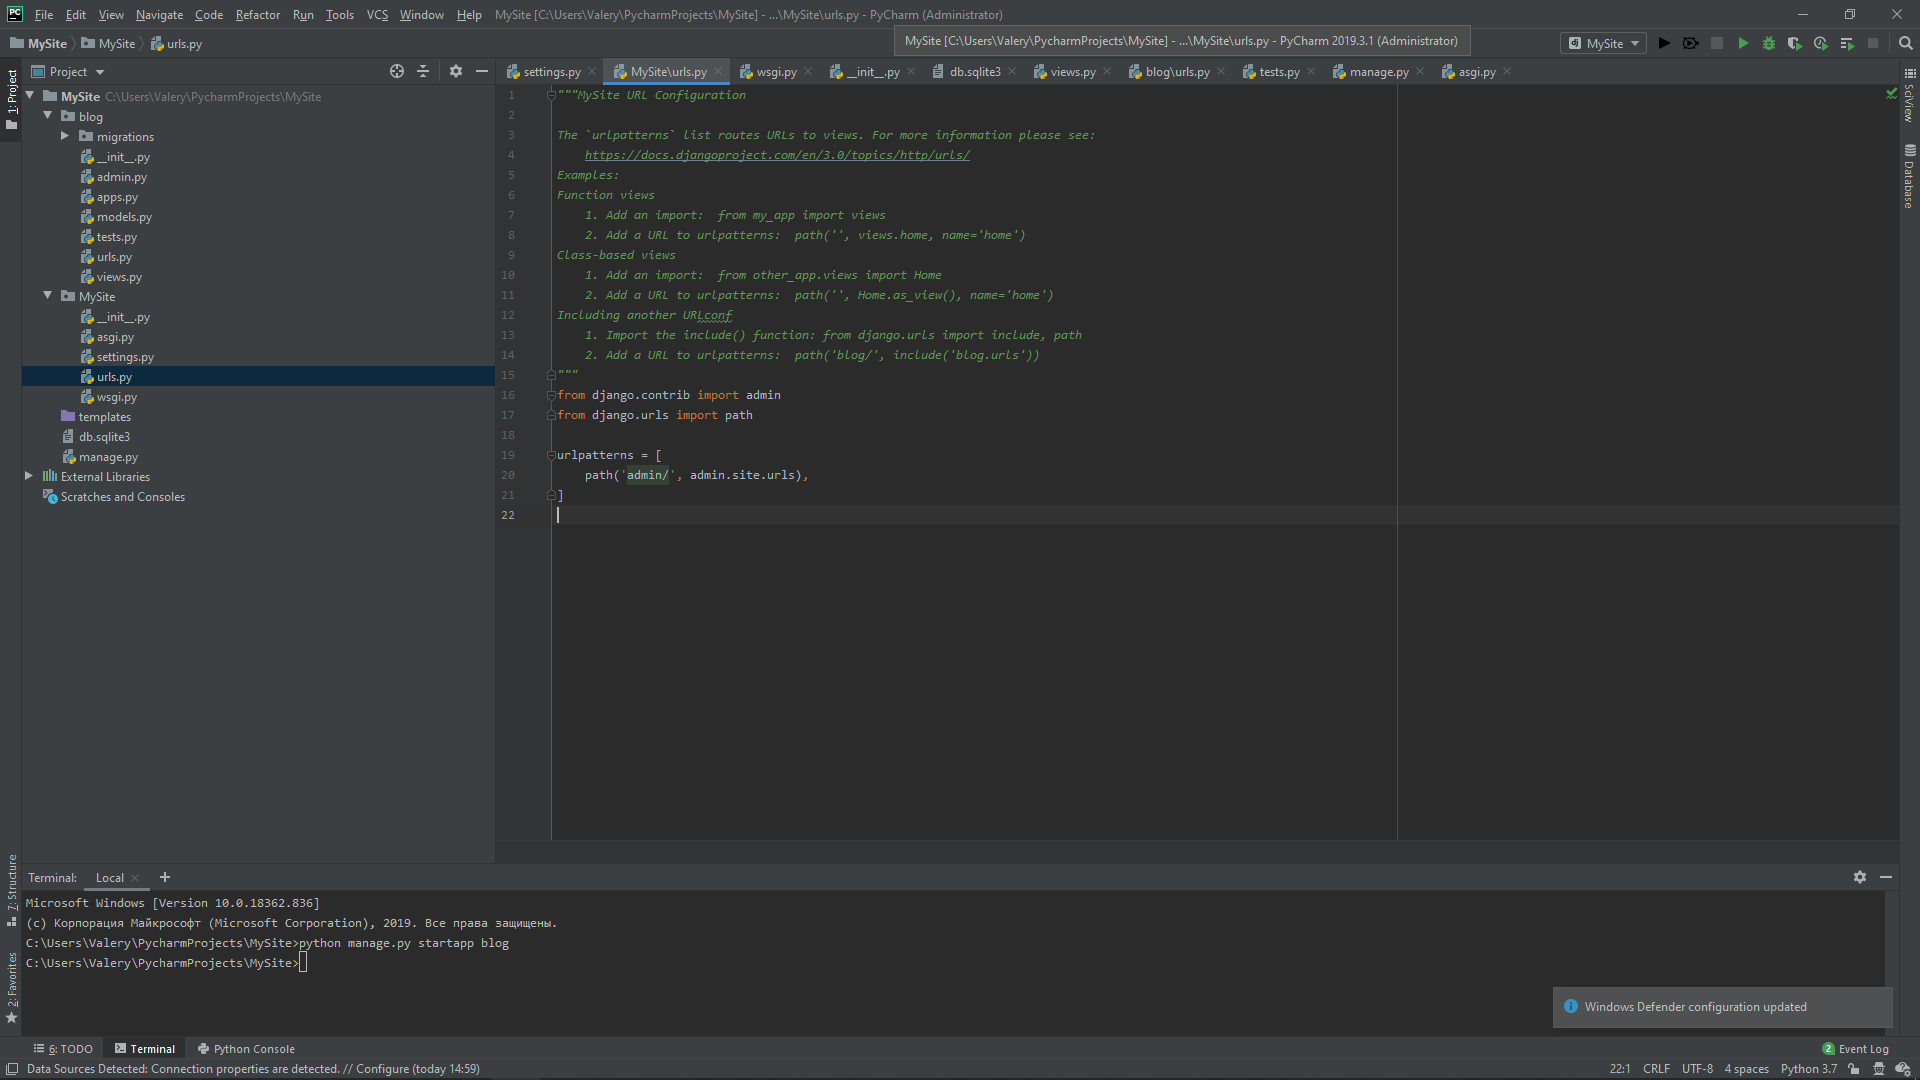 File Edit View Navigate Code Refactor Run Tools VCS Window Help MySite [C:\Users\Valery\PycharmProjects\MySite] - ...\MySite\urls.py - PyCharm (Administrator)
MySite MySite urls.py
MySite [C:\Users\Valery\PycharmProjects\MySite] - ...\MySite\urls.py - PyCharm 2019.3.1 (Administrator)
MySite
Project
settings.py MySite\urls.py wsgi.py __init__.py db.sqlite3 views.py blog\urls.py tests.py manage.py asgi.py
1: Project
7: Structure
2: Favorites
SciView
Database
MySite C:\Users\Valery\PycharmProjects\MySite
blog
migrations
__init__.py
admin.py
apps.py
models.py
tests.py
urls.py
views.py
MySite
__init__.py
asgi.py
settings.py
urls.py
wsgi.py
templates
db.sqlite3
manage.py
External Libraries
Scratches and Consoles
1 """MySite URL Configuration
2
3 The `urlpatterns` list routes URLs to views. For more information please see:
4     https://docs.djangoproject.com/en/3.0/topics/http/urls/
5 Examples:
6 Function views
7     1. Add an import:  from my_app import views
8     2. Add a URL to urlpatterns:  path('', views.home, name='home')
9 Class-based views
10     1. Add an import:  from other_app.views import Home
11     2. Add a URL to urlpatterns:  path('', Home.as_view(), name='home')
12 Including another URLconf
13     1. Import the include() function: from django.urls import include, path
14     2. Add a URL to urlpatterns:  path('blog/', include('blog.urls'))
15 """
16 from django.contrib import admin
17 from django.urls import path
18
19 urlpatterns = [
20     path('admin/', admin.site.urls),
21 ]
22
Terminal: Local
Microsoft Windows [Version 10.0.18362.836]
(c) Корпорация Майкрософт (Microsoft Corporation), 2019. Все права защищены.
C:\Users\Valery\PycharmProjects\MySite>python manage.py startapp blog
C:\Users\Valery\PycharmProjects\MySite>
Windows Defender configuration updated
6: TODO Terminal Python Console 2 Event Log
Data Sources Detected: Connection properties are detected. // Configure (today 14:59) 22:1 CRLF UTF-8 4 spaces Python 3.7